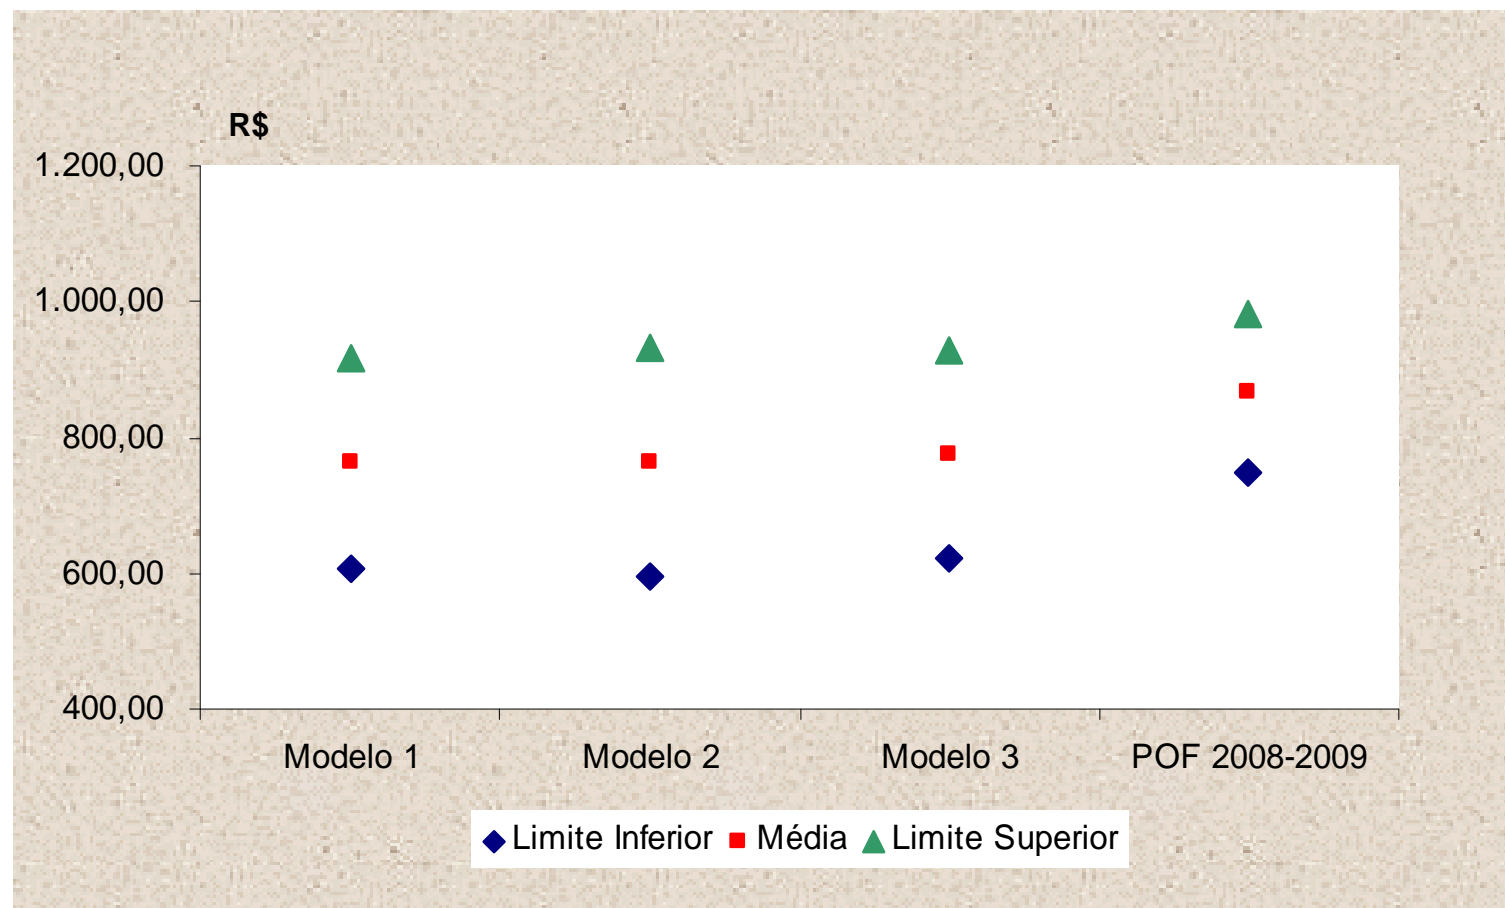 R$
1.200,00
1.000,00
800,00
600,00
400,00
Modelo 1 Modelo 2 Modelo 3 POF 2008-2009
Limite Inferior Média Limite Superior